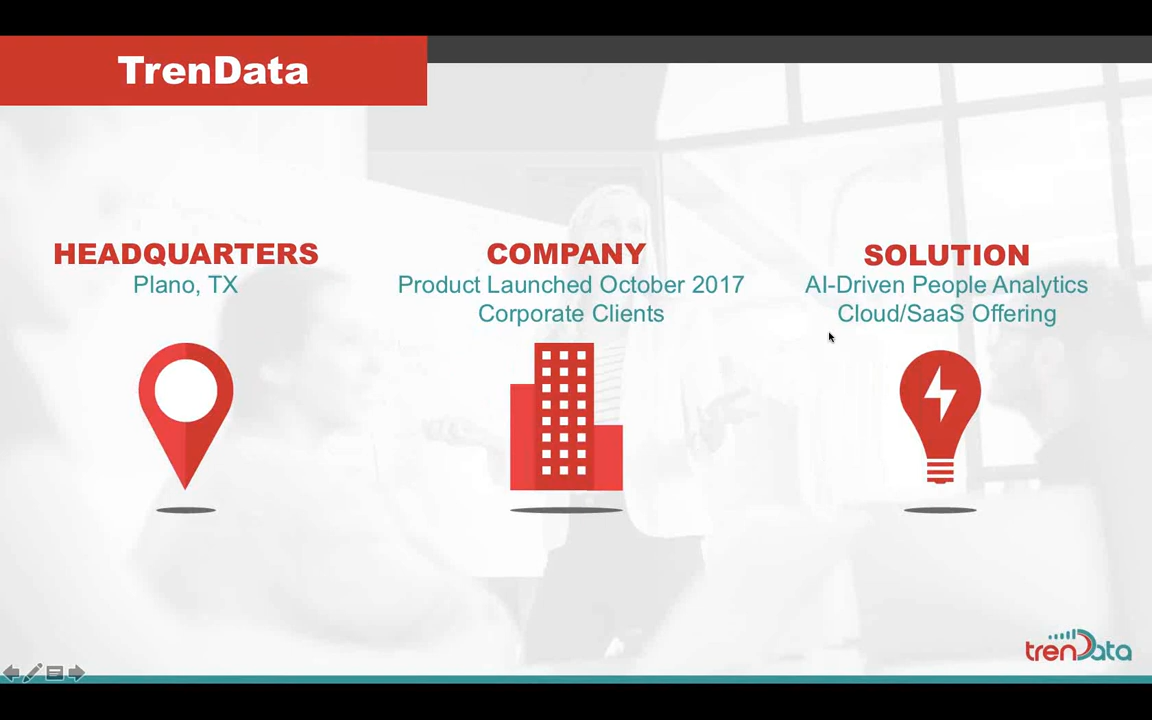 TrenData
HEADQUARTERS
Plano, TX
COMPANY
Product Launched October 2017
Corporate Clients
SOLUTION
AI-Driven People Analytics
Cloud/SaaS Offering
trenData